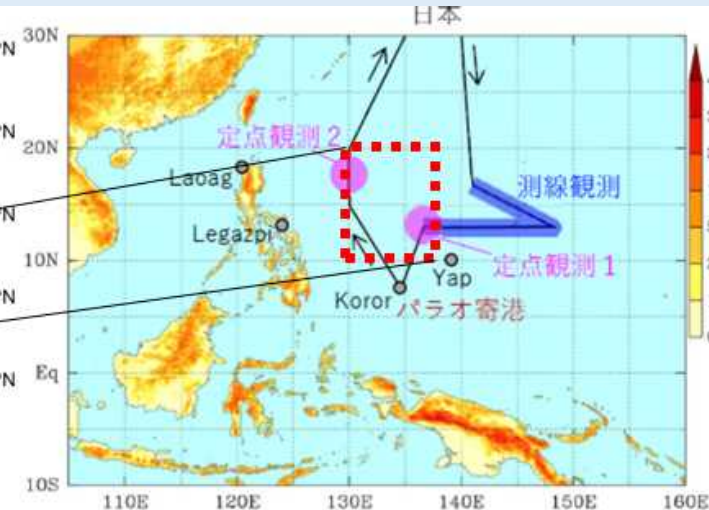 日本
30N
定点観測２
20N
Laoag
測線観測
Legazpi
定点観測１
10N
Yap
Koror
パラオ寄港
Eq
10S
110E
120E
130E
140E
150E
160E